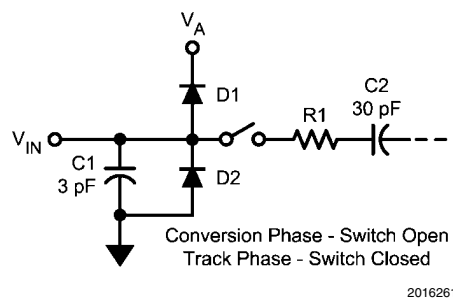 VA
D1
C2
30 pF
R1
VIN
C1
3 pF
D2
Conversion Phase - Switch Open
Track Phase - Switch Closed
2016261